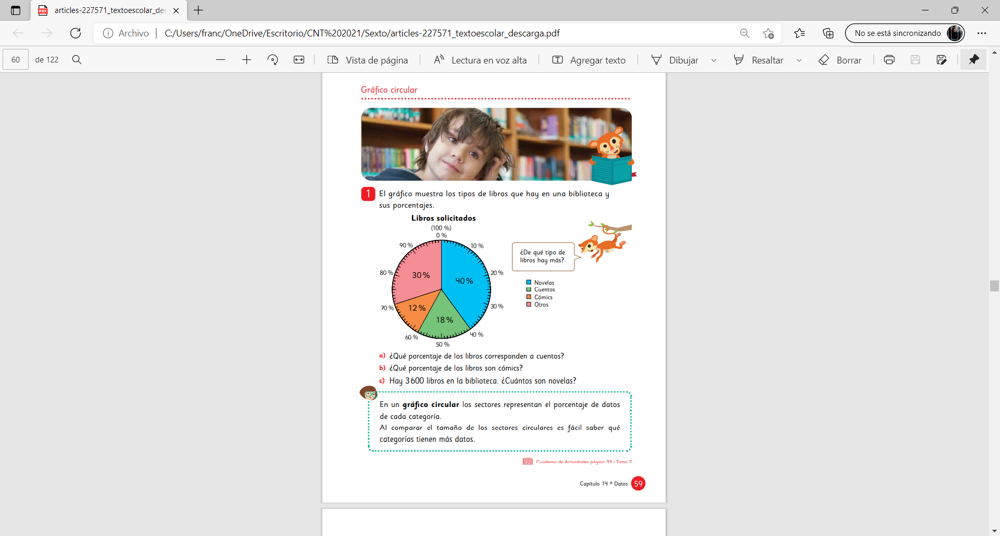 articles-227571_textoescolar_des
Archivo
C:/Users/franc/OneDrive/Escritorio/CNT%202021/Sexto/articles-227571_textoescolar_descarga.pdf
No se está sincronizando
60
de 122
Vista de página
Lectura en voz alta
Agregar texto
Dibujar
Resaltar
Borrar
Gráfico circular
1 El gráfico muestra los tipos de libros que hay en una biblioteca y
sus porcentajes.
Libros solicitados
(100 %)
0 %
90 %
10 %
80 %
20 %
70 %
30 %
60 %
40 %
50 %
30 %
40 %
12 %
18 %
¿De qué tipo de
libros hay más?
Novelas
Cuentos
Cómics
Otros
a) ¿Qué porcentaje de los libros corresponden a cuentos?
b) ¿Qué porcentaje de los libros son cómics?
c) Hay 3 600 libros en la biblioteca. ¿Cuántos son novelas?
En un gráfico circular los sectores representan el porcentaje de datos
de cada categoría.
Al comparar el tamaño de los sectores circulares es fácil saber qué
categorías tienen más datos.
Cuaderno de Actividades página 33 • Tomo 2
Capítulo 14 • Datos 59